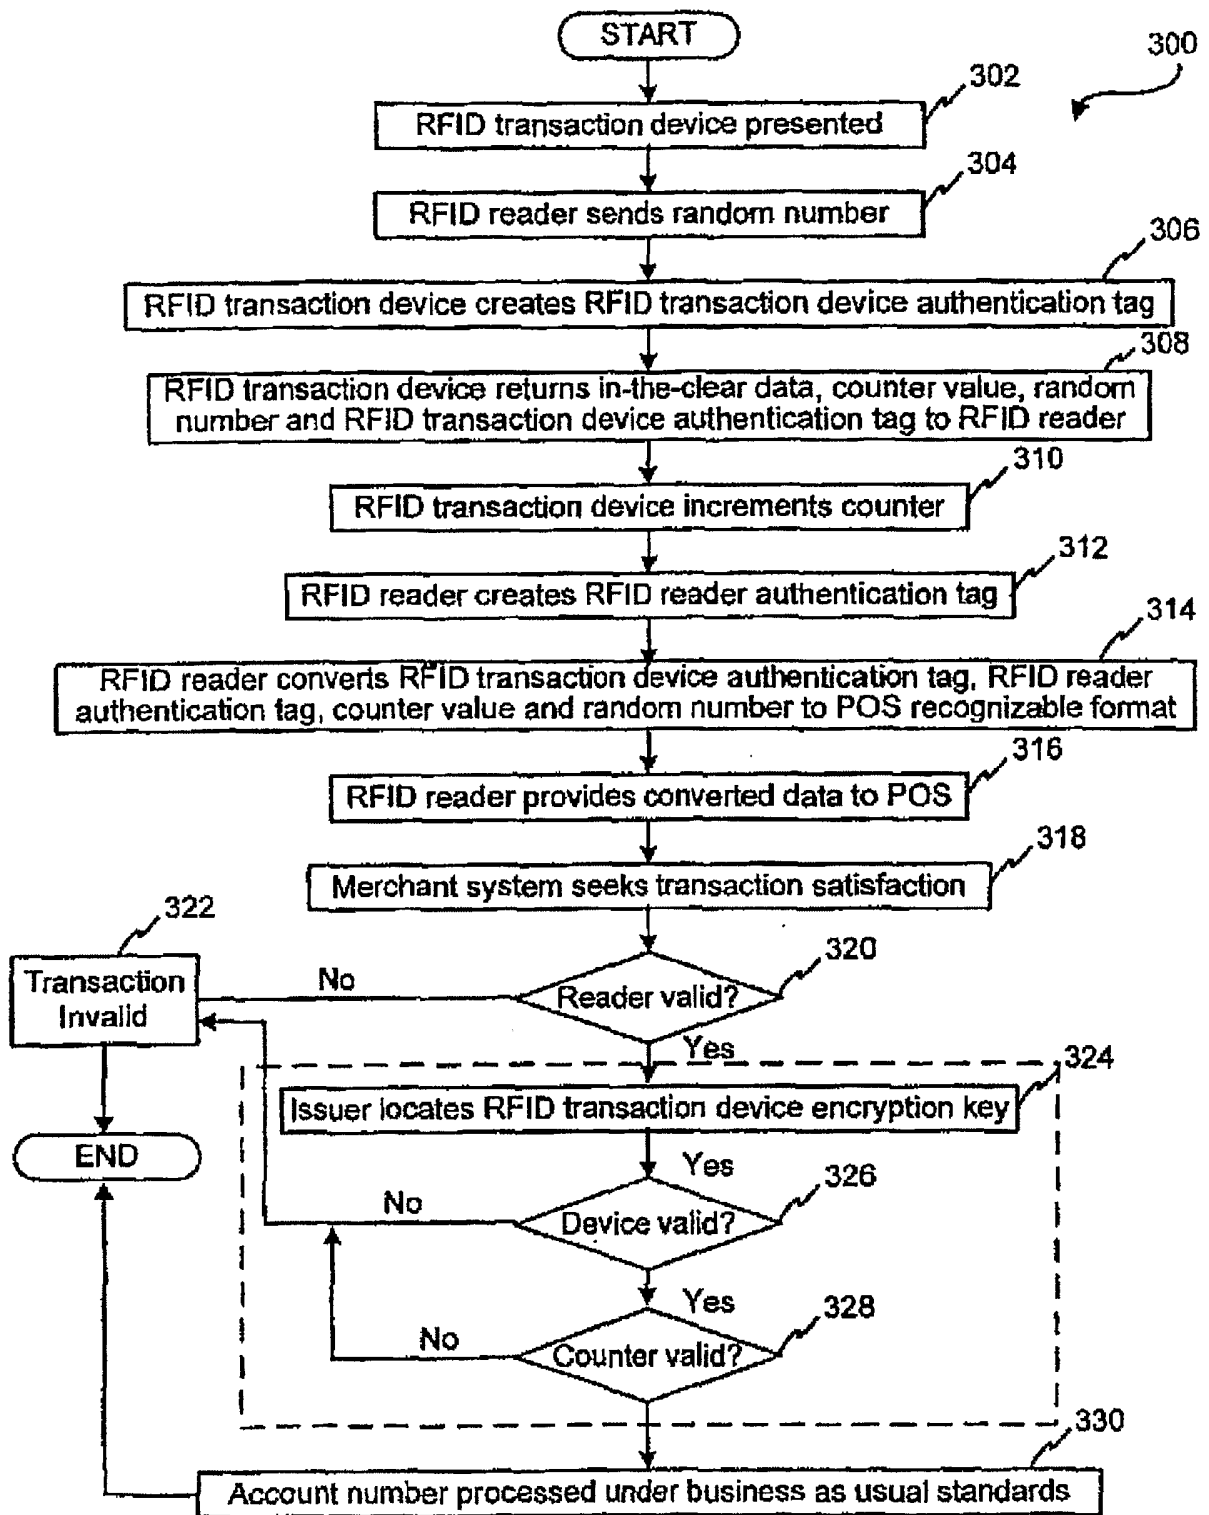 START
300
302
RFID transaction device presented
304
RFID reader sends random number
306
RFID transaction device creates RFID transaction device authentication tag
308
RFID transaction device returns in-the-clear data, counter value, random
number and RFID transaction device authentication tag to RFID reader
310
RFID transaction device increments counter
312
RFID reader creates RFID reader authentication tag
314
RFID reader converts RFID transaction device authentication tag, RFID reader
authentication tag, counter value and random number to POS recognizable format
316
RFID reader provides converted data to POS
318
Merchant system seeks transaction satisfaction
322
Transaction
Invalid
No
320
Reader valid?
Yes
324
Issuer locates RFID transaction device encryption key
END
Yes
326
No
Device valid?
Yes
328
No
Counter valid?
330
Account number processed under business as usual standards